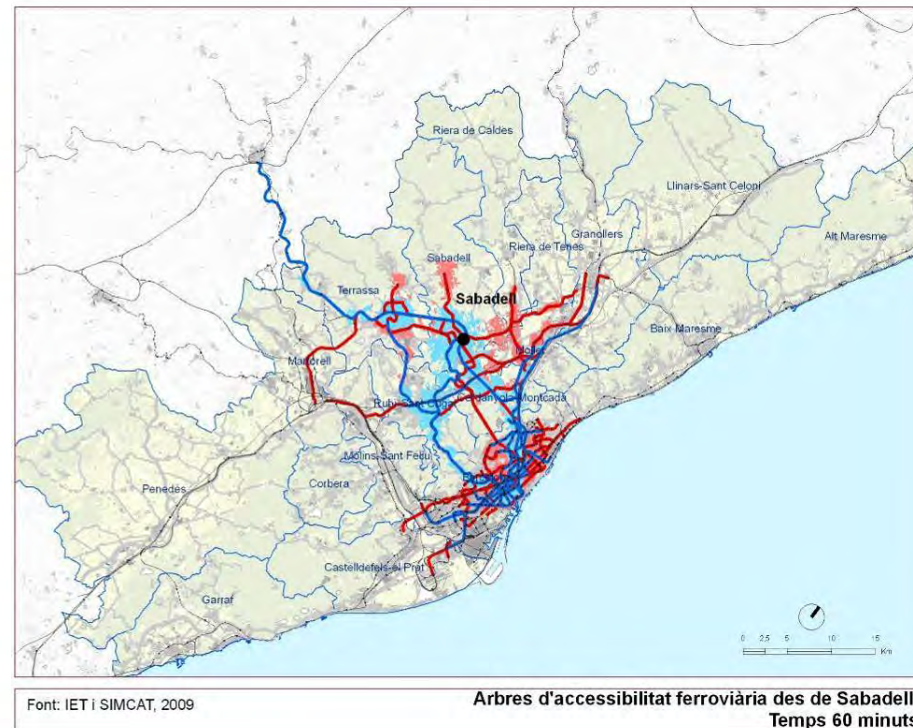 Riera de Caldes
Llinars-Sant Celoni
Alt Maresme
Granollers
Riera de Tenes
Sabadell
Terrassa
Sabadell
Baix Maresme
Mollet
Martorell
Rubí-Sant Cugat
Cerdanyola-Montcada
Molins-Sant Feliu
Corbera
Penedès
Castelldefels-el Prat
Garraf
0 2,5 5 10 15
Km
Font: IET i SIMCAT, 2009
Arbres d'accessibilitat ferroviària des de Sabadell
Temps 60 minuts